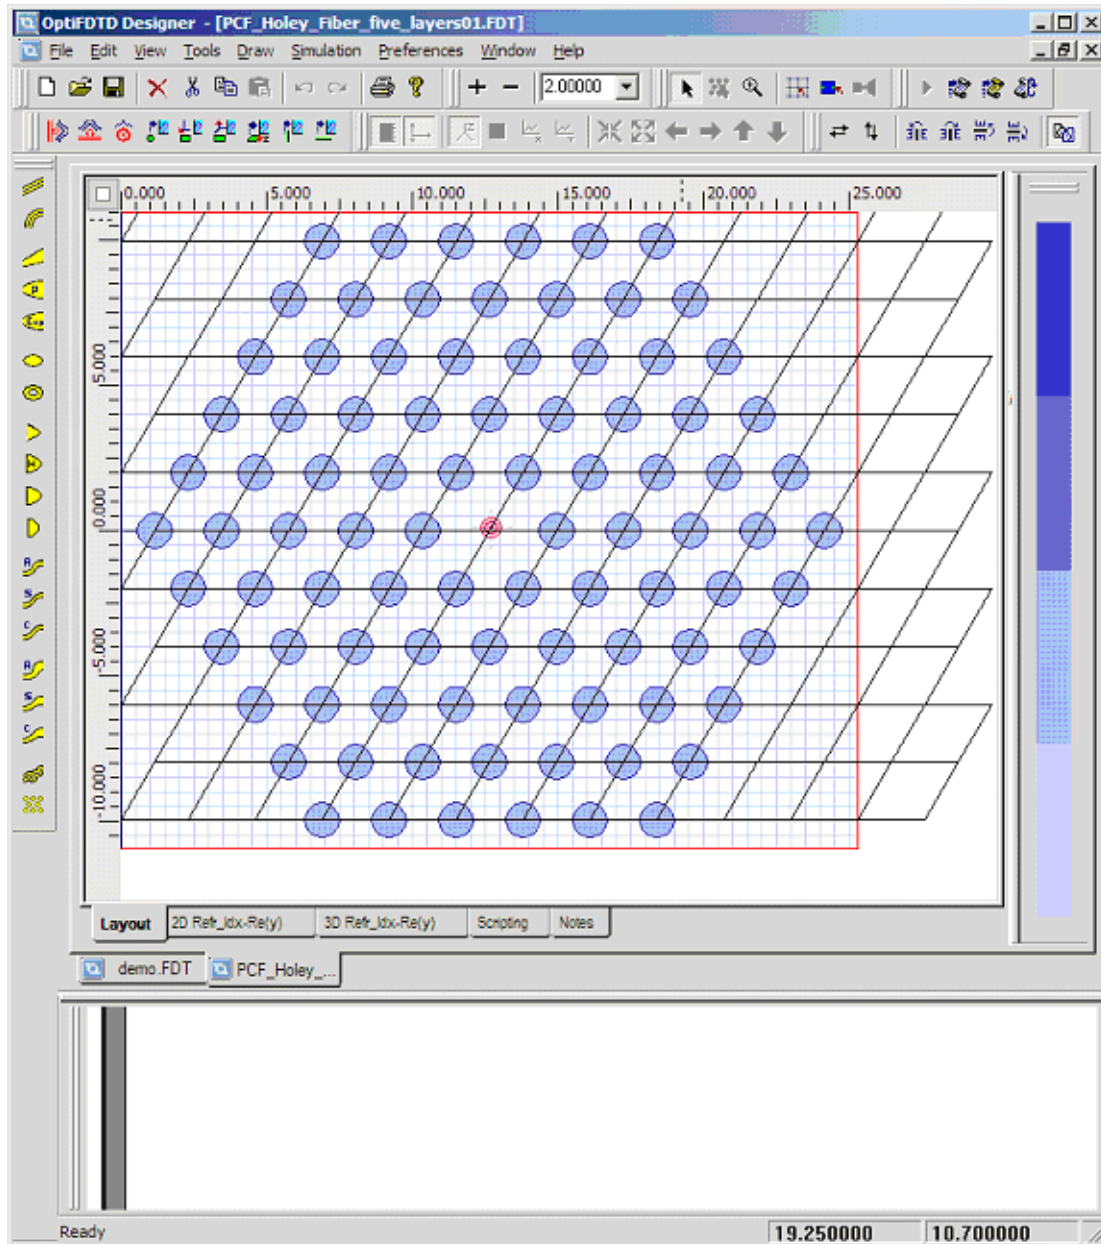 OptiFDTD Designer - [PCF_Holey_Fiber_five_layers01.FDT]
File Edit View Tools Draw Simulation Preferences Window Help
2.00000
0.000 5.000 10.000 15.000 20.000 25.000
5.000
0.000
-5.000
-10.000
Layout 2D Refr_Idx-Re(y) 3D Refr_Idx-Re(y) Scripting Notes
demo.FDT PCF_Holey_...
Ready 19.250000 10.700000